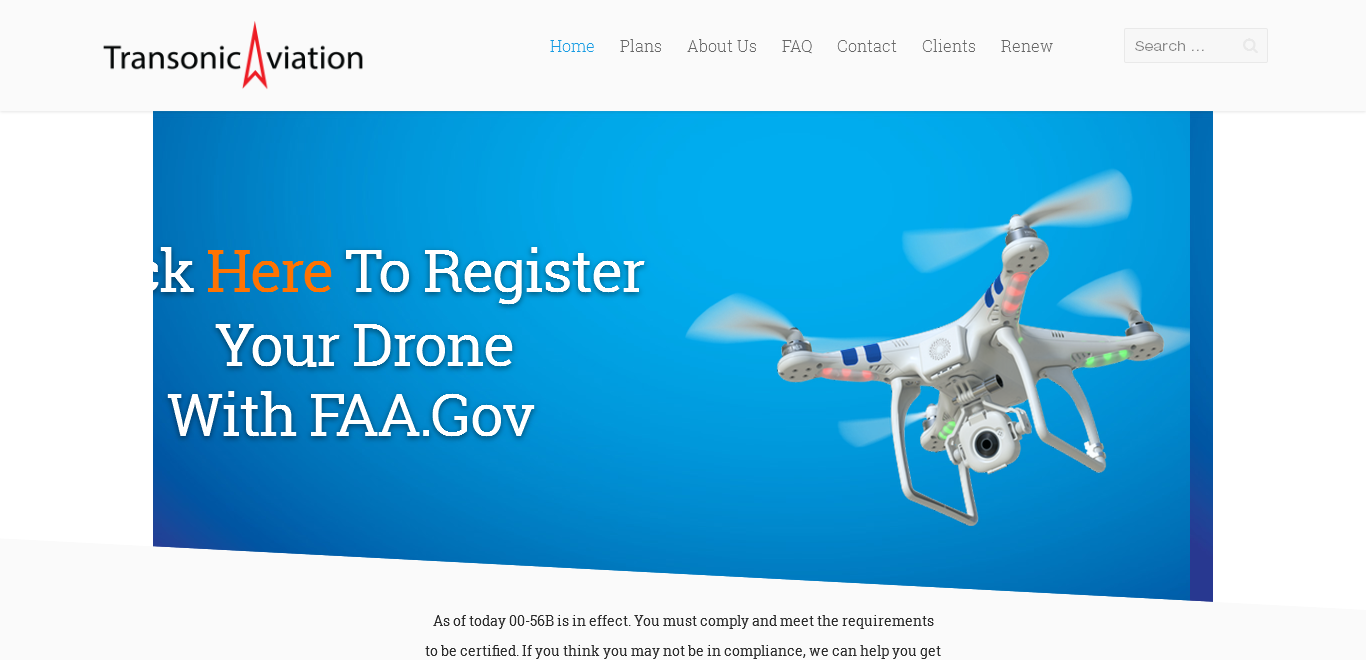 Transonic Aviation
Home Plans About Us FAQ Contact Clients Renew
Search ...
Here To Register
Your Drone
With FAA.Gov
As of today 00-56B is in effect. You must comply and meet the requirements
to be certified. If you think you may not be in compliance, we can help you get